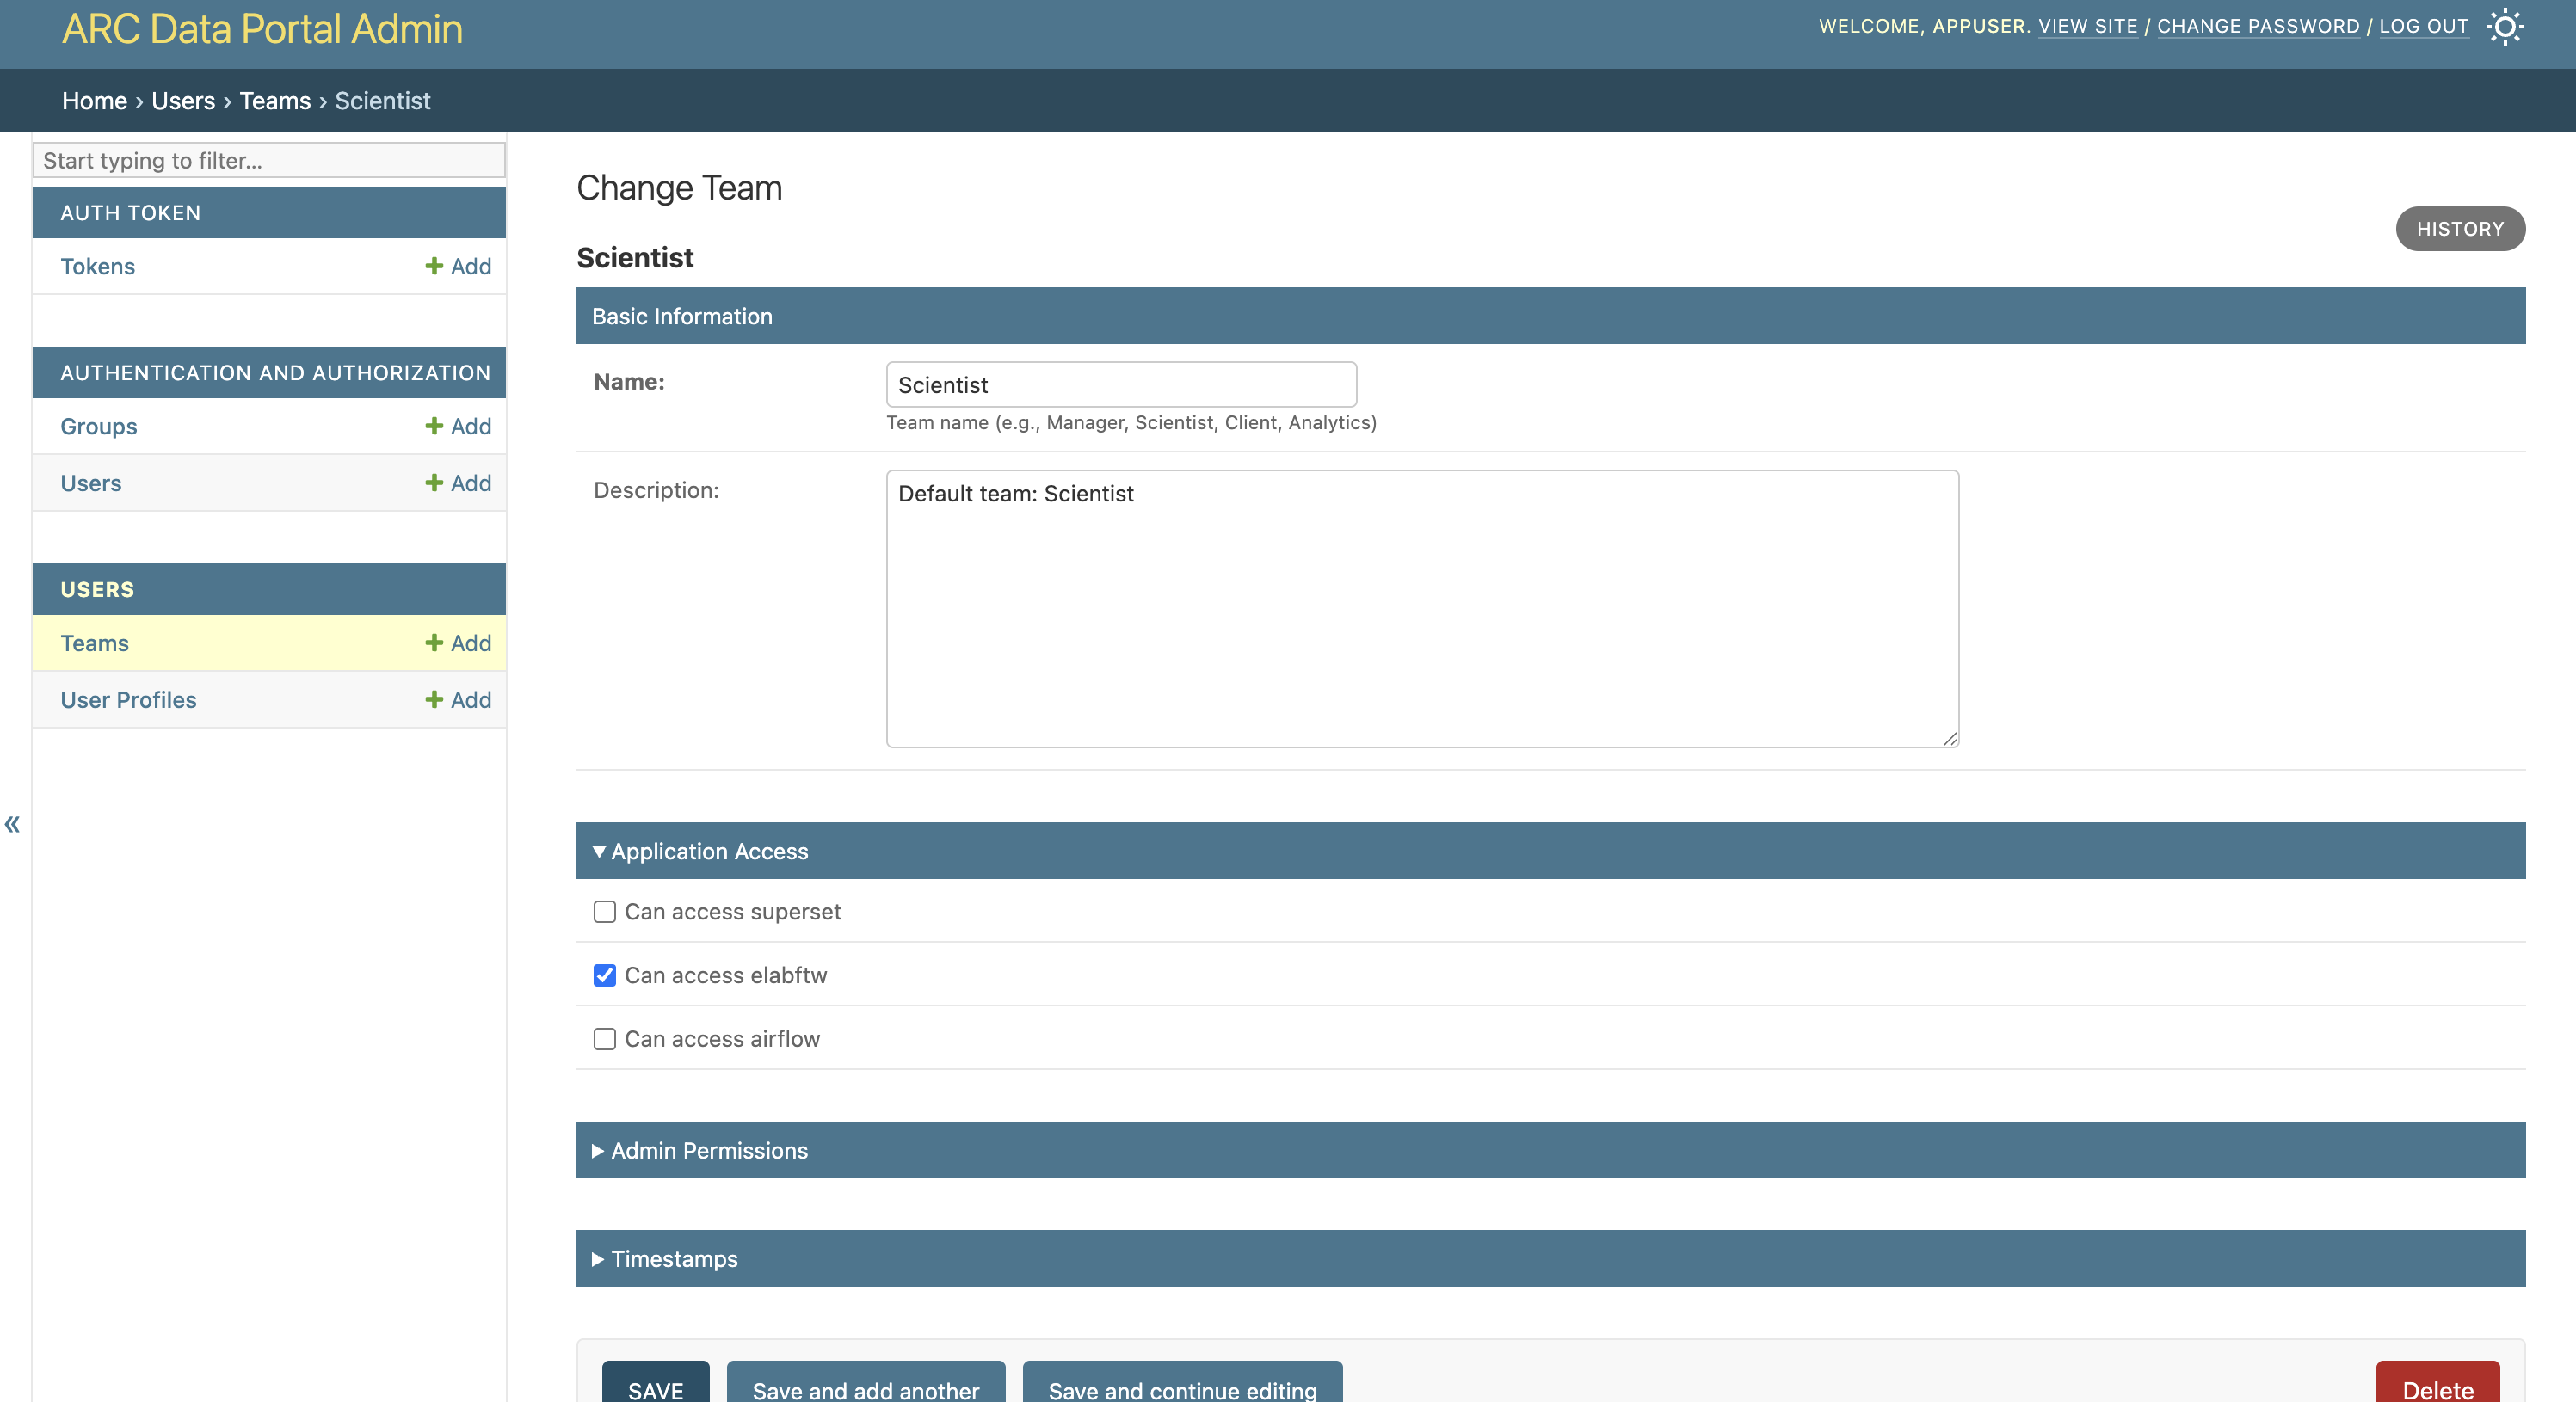 ARC Data Portal Admin
WELCOME, APPUSER. VIEW SITE / CHANGE PASSWORD / LOG OUT
Home › Users › Teams › Scientist
Start typing to filter...
AUTH TOKEN
Tokens
Add
AUTHENTICATION AND AUTHORIZATION
Groups
Add
Users
Add
USERS
Teams
Add
User Profiles
Add
«
Change Team
HISTORY
Scientist
Basic Information
Name:
Scientist
Team name (e.g., Manager, Scientist, Client, Analytics)
Description:
Default team: Scientist
Application Access
Can access superset
Can access elabftw
Can access airflow
Admin Permissions
Timestamps
SAVE
Save and add another
Save and continue editing
Delete